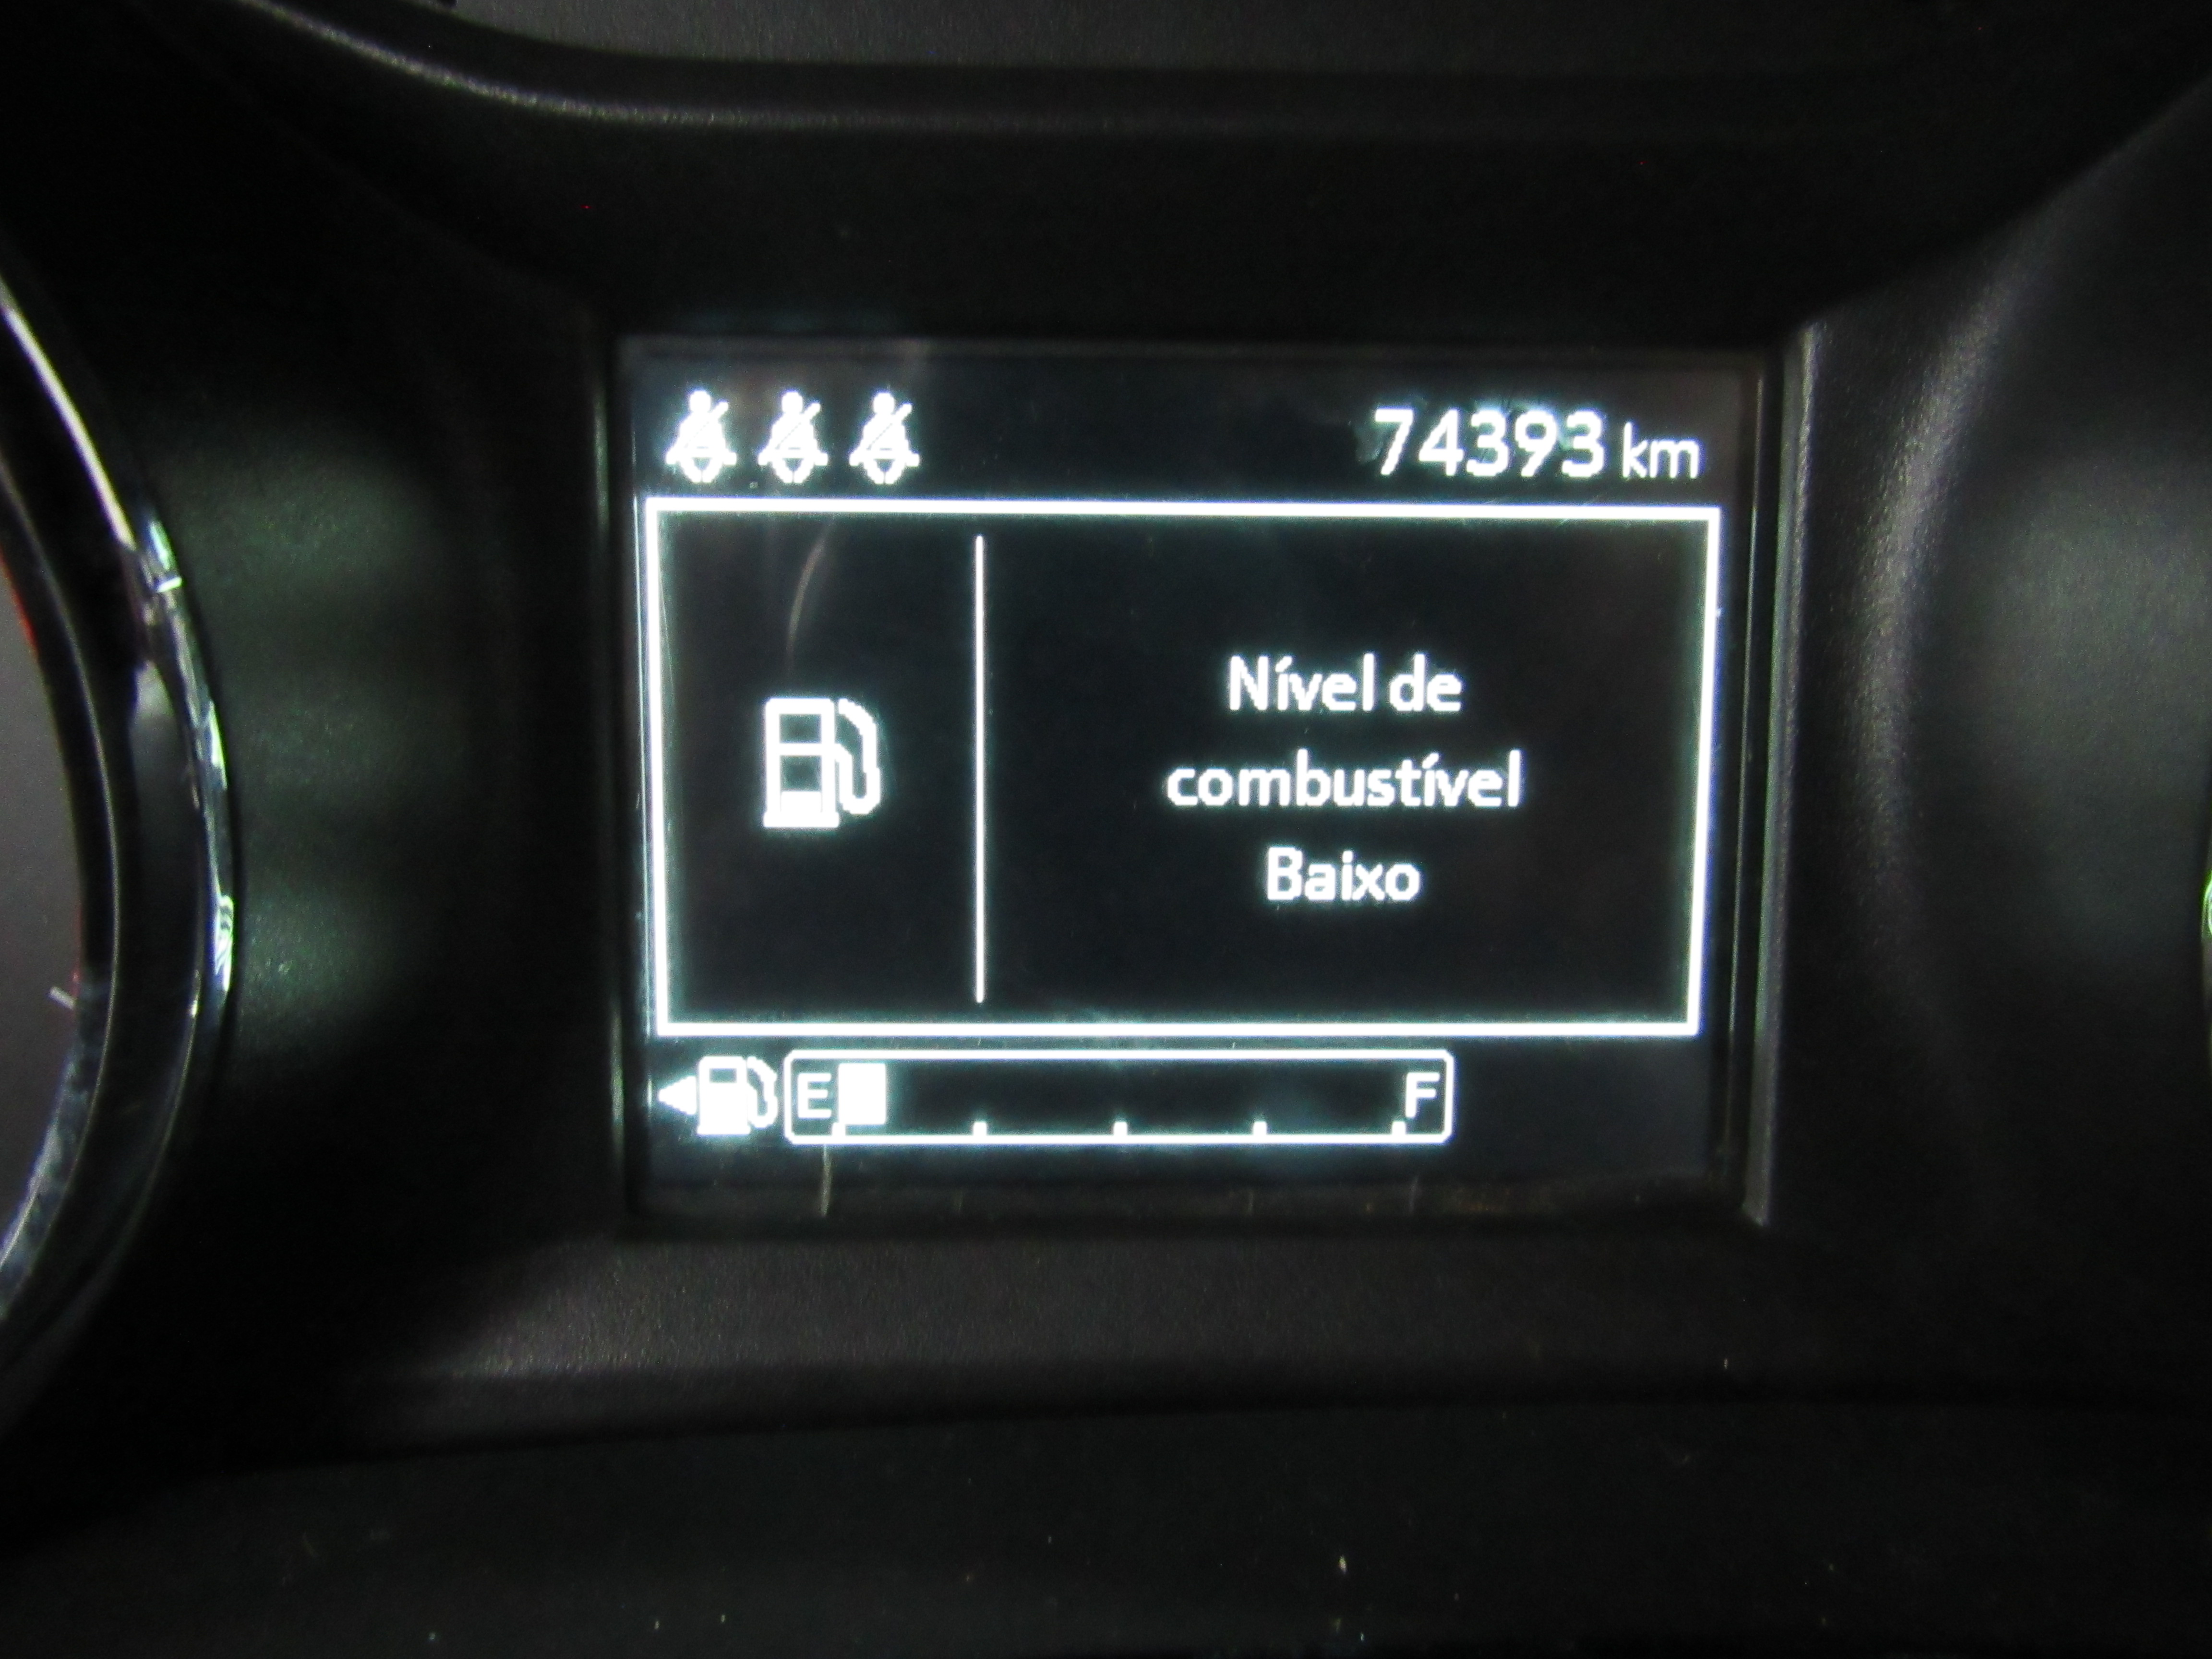 74393 km
Nível de
combustível
Baixo
E F